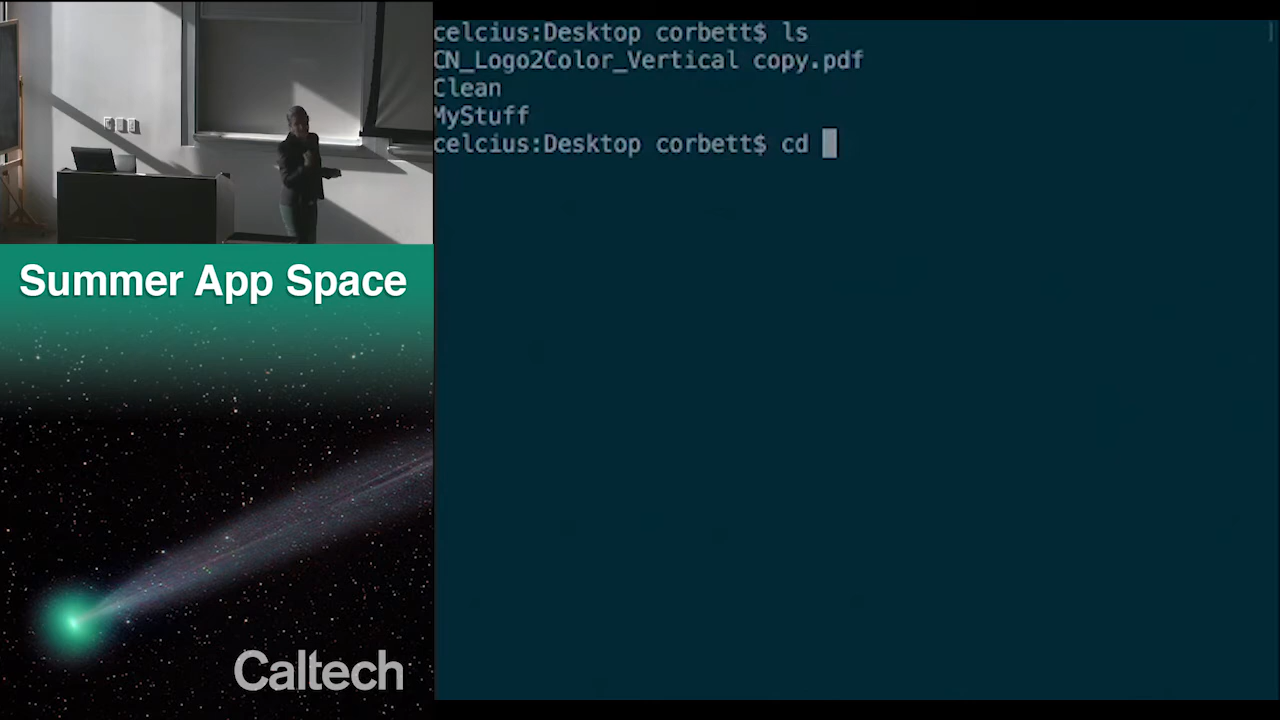 celcius:Desktop corbett$ ls
CN_Logo2Color_Vertical copy.pdf
Clean
MyStuff
celcius:Desktop corbett$ cd
Summer App Space
Caltech